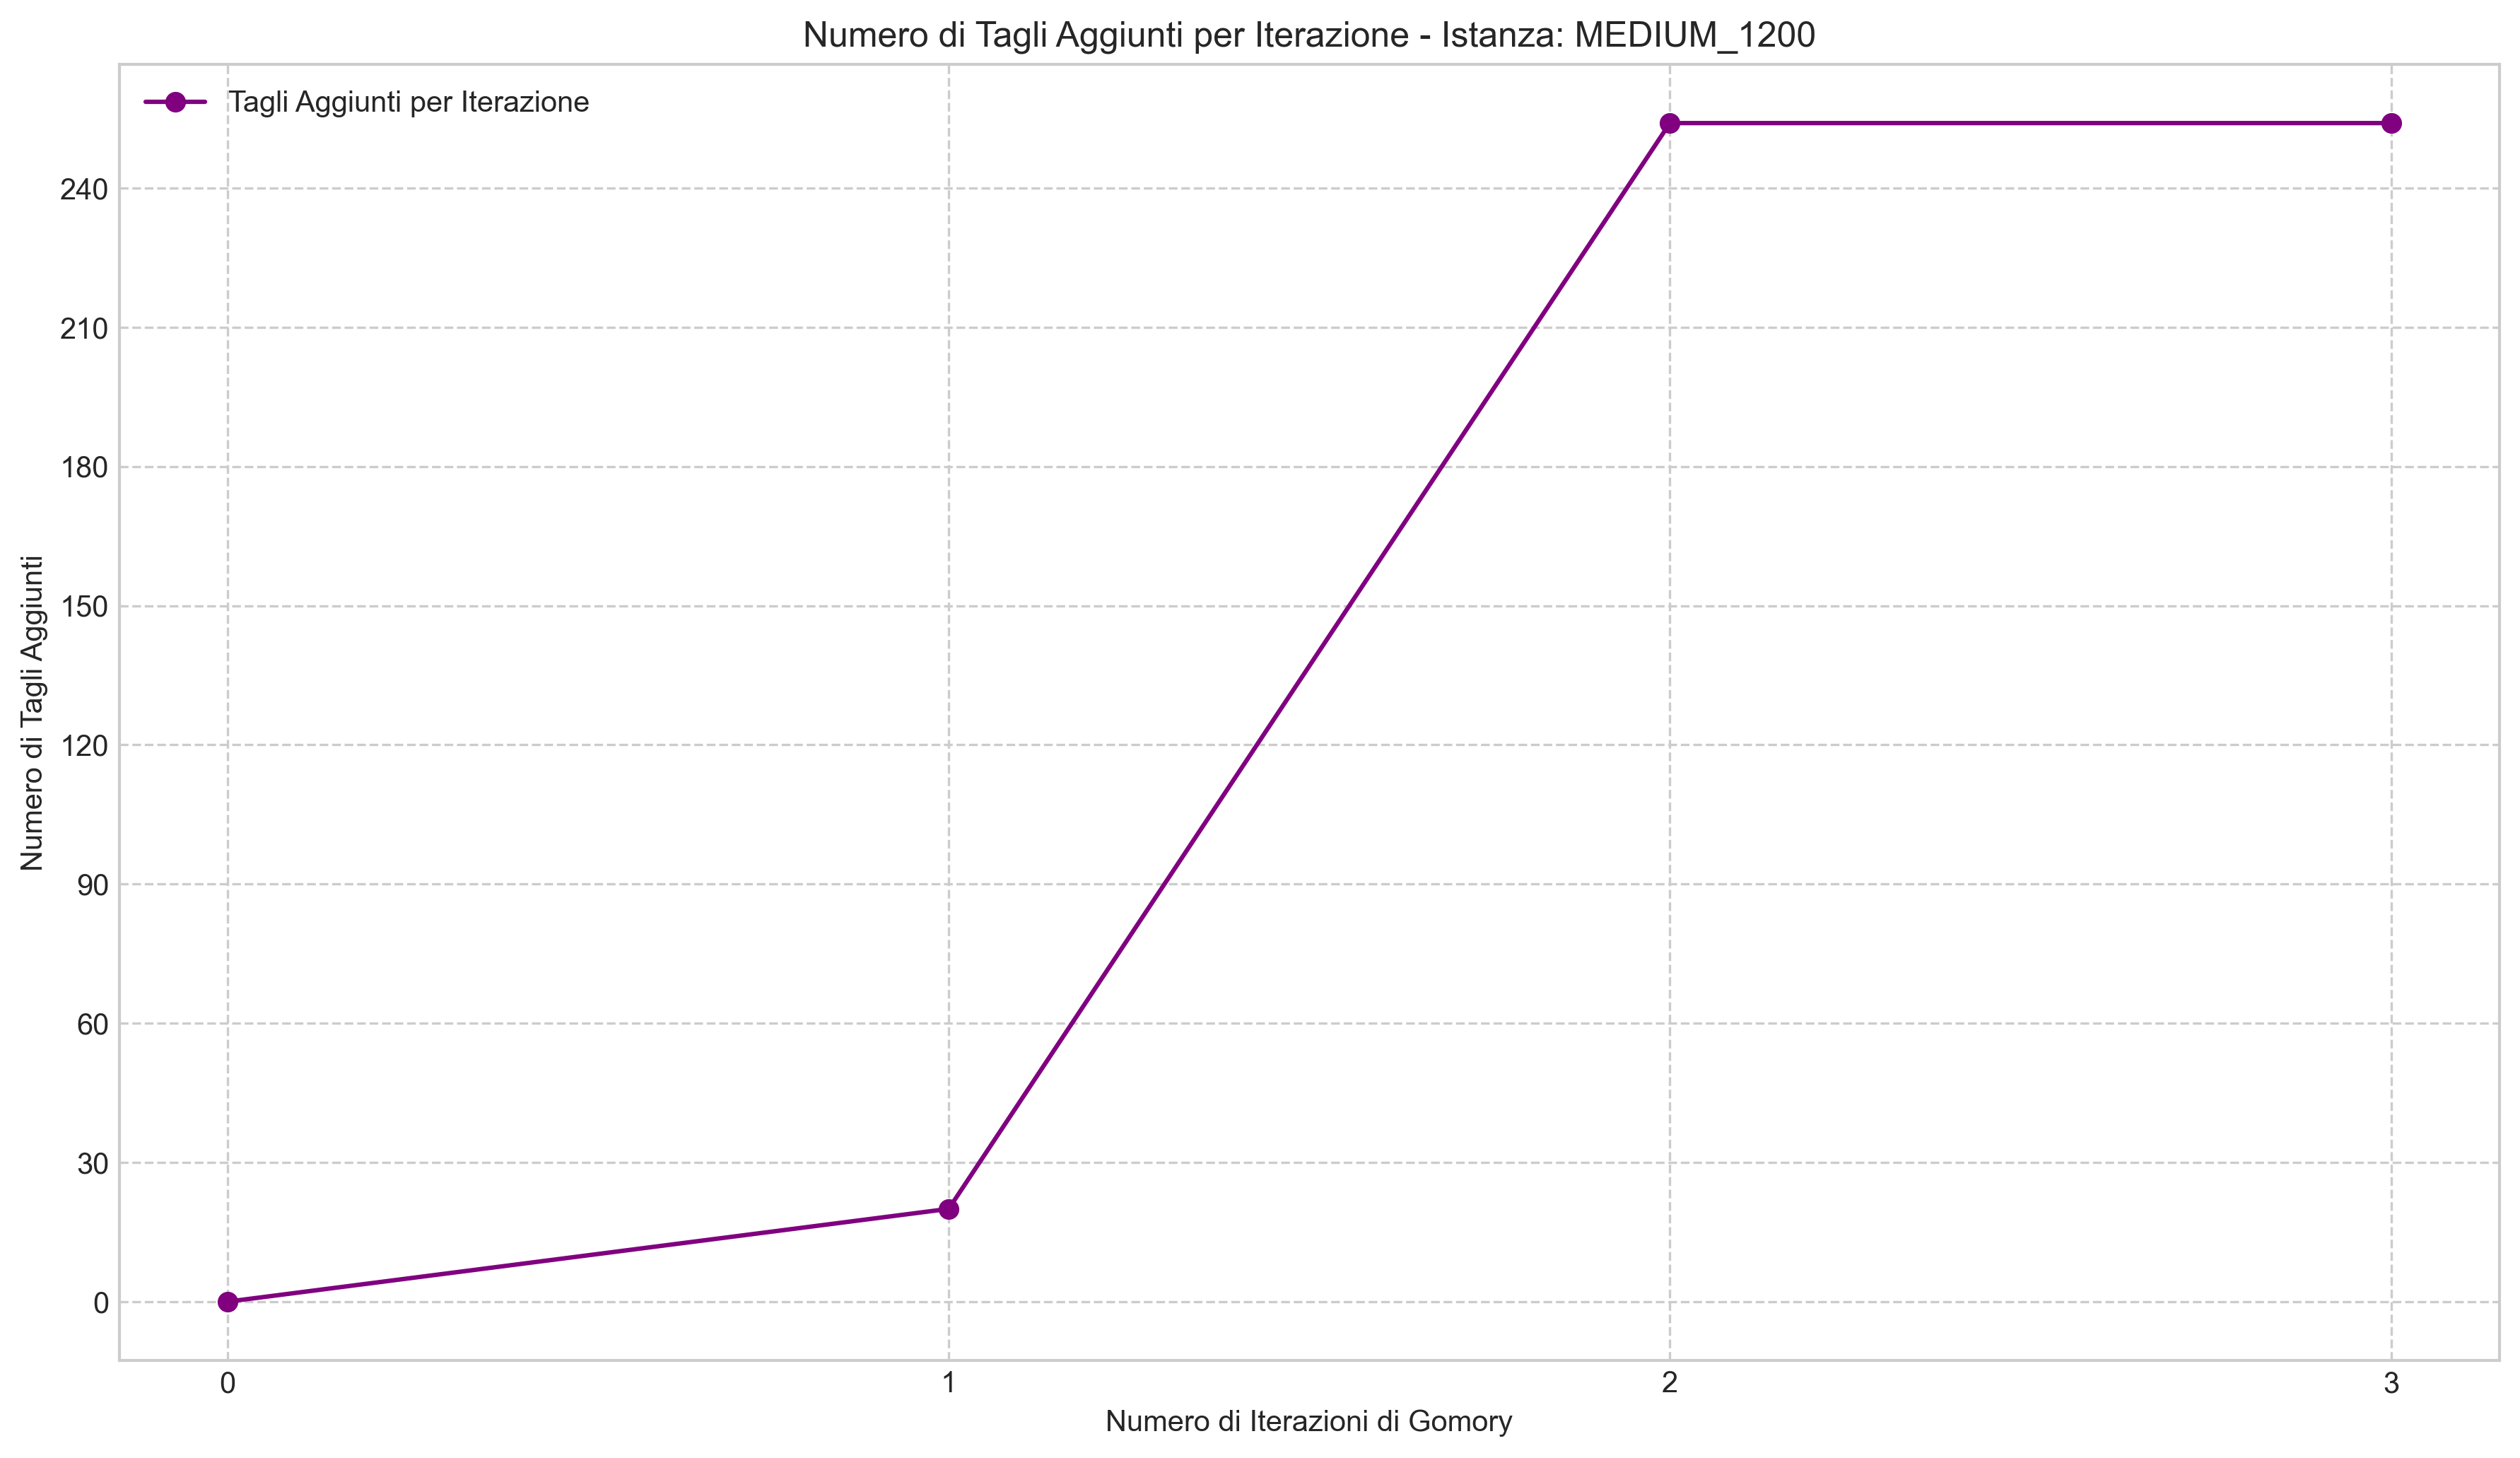 Numero di Tagli Aggiunti per Iterazione - Istanza: MEDIUM_1200
Tagli Aggiunti per Iterazione
Numero di Tagli Aggiunti
240
210
180
150
120
90
60
30
0
0 1 2 3
Numero di Iterazioni di Gomory